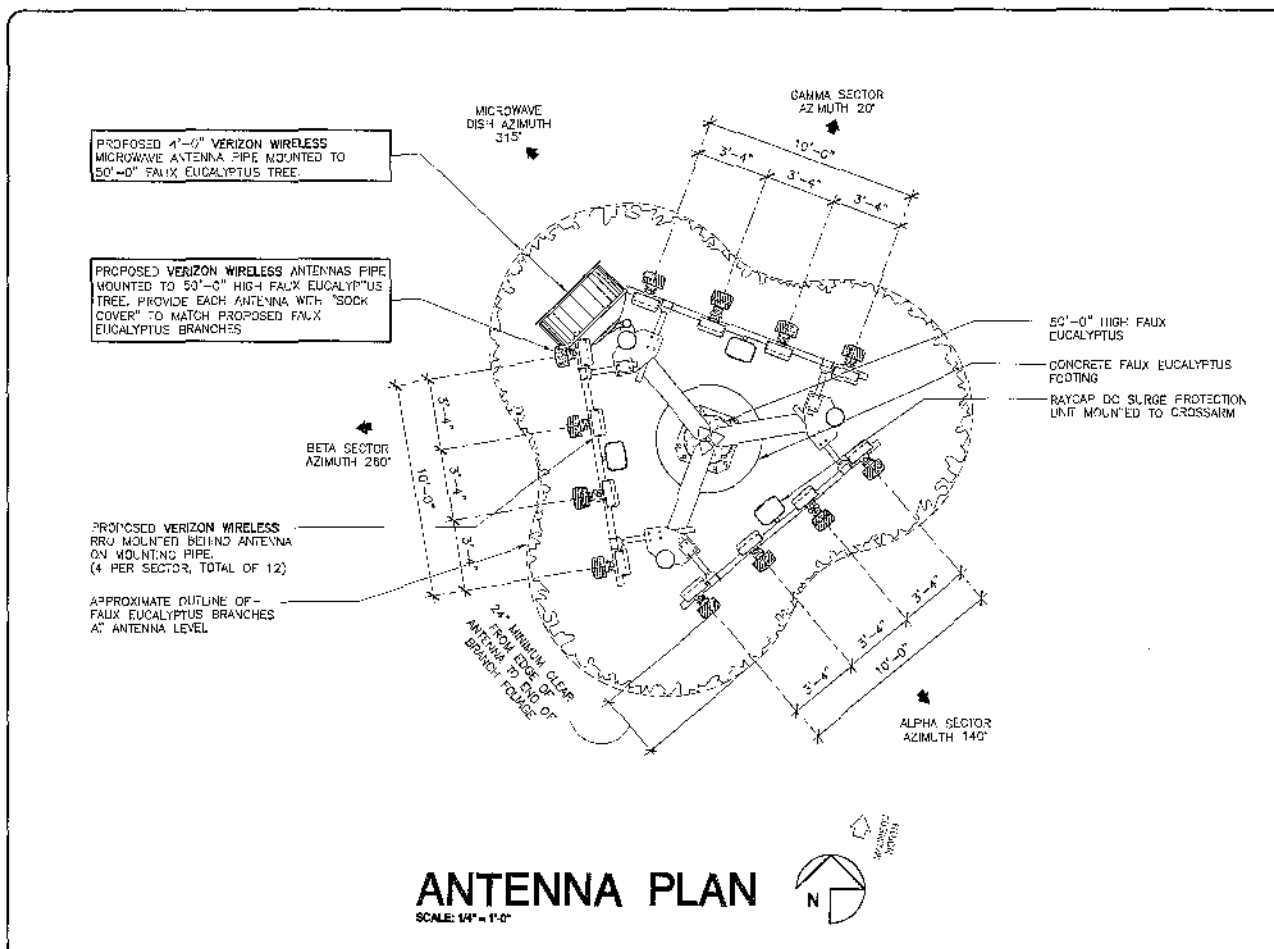 MICROWAVE
DISH AZIMUTH
315°
GAMMA SECTOR
AZIMUTH 20°
10'-0"
3'-4"
3'-4"
3'-4"
PROPOSED 4'-0" VERIZON WIRELESS
MICROWAVE ANTENNA PIPE MOUNTED TO
50'-0" FAUX EUCALYPTUS TREE.
PROPOSED VERIZON WIRELESS ANTENNAS PIPE
MOUNTED TO 50'-0" HIGH FAUX EUCALYPTUS
TREE. PROVIDE EACH ANTENNA WITH "SOCK
COVER" TO MATCH PROPOSED FAUX
EUCALYPTUS BRANCHES
50'-0" HIGH FAUX
EUCALYPTUS
CONCRETE FAUX EUCALYPTUS
FOOTING
RAYCAP DC SURGE PROTECTION
UNIT MOUNTED TO CROSSARM
BETA SECTOR
AZIMUTH 260°
3'-4"
3'-4"
3'-4"
10'-0"
PROPOSED VERIZON WIRELESS
RRU MOUNTED BEHIND ANTENNA
ON MOUNTING PIPE.
(4 PER SECTOR, TOTAL OF 12)
APPROXIMATE OUTLINE OF
FAUX EUCALYPTUS BRANCHES
AT ANTENNA LEVEL
24" MINIMUM CLEAR
FROM EDGE OF
ANTENNA TO END OF
BRANCH FOLIAGE
3'-4"
3'-4"
10'-0"
ALPHA SECTOR
AZIMUTH 140°
ANTENNA PLAN
SCALE: 1/4" = 1'-0"
N